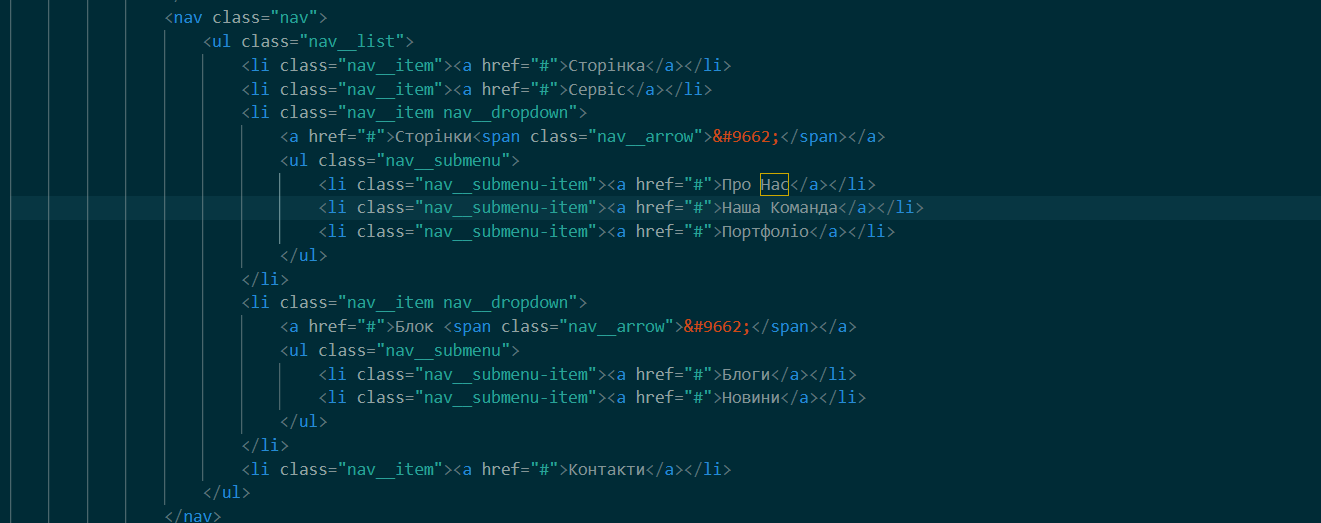 <nav class="nav">
<ul class="nav__list">
<li class="nav__item"><a href="#">Сторінка</a></li>
<li class="nav__item"><a href="#">Сервіс</a></li>
<li class="nav__item nav__dropdown">
<a href="#">Сторінки<span class="nav__arrow">&#9662;</span></a>
<ul class="nav__submenu">
<li class="nav__submenu-item"><a href="#">Про Нас</a></li>
<li class="nav__submenu-item"><a href="#">Наша Команда</a></li>
<li class="nav__submenu-item"><a href="#">Портфоліо</a></li>
</ul>
</li>
<li class="nav__item nav__dropdown">
<a href="#">Блок <span class="nav__arrow">&#9662;</span></a>
<ul class="nav__submenu">
<li class="nav__submenu-item"><a href="#">Блоги</a></li>
<li class="nav__submenu-item"><a href="#">Новини</a></li>
</ul>
</li>
<li class="nav__item"><a href="#">Контакти</a></li>
</ul>
</nav>